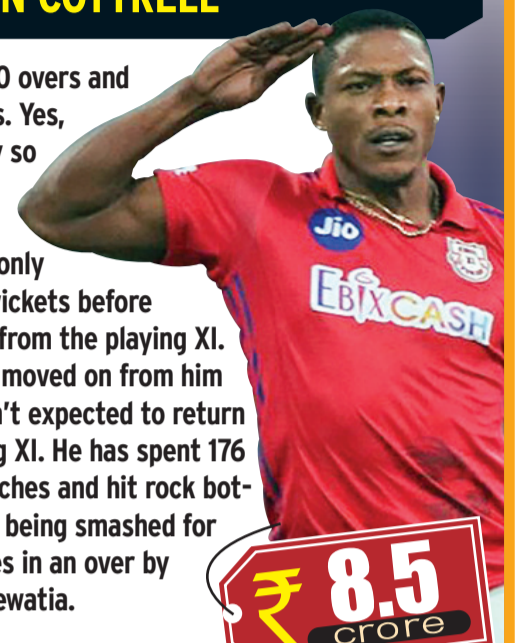 N COTTRELL
0 overs and
s. Yes,
y so
only
ickets before
from the playing XI.
moved on from him
't expected to return
g XI. He has spent 176
ches and hit rock bot-
being smashed for
es in an over by
ewatia.
Jio
EBIXCASH
₹ 8.5
crore